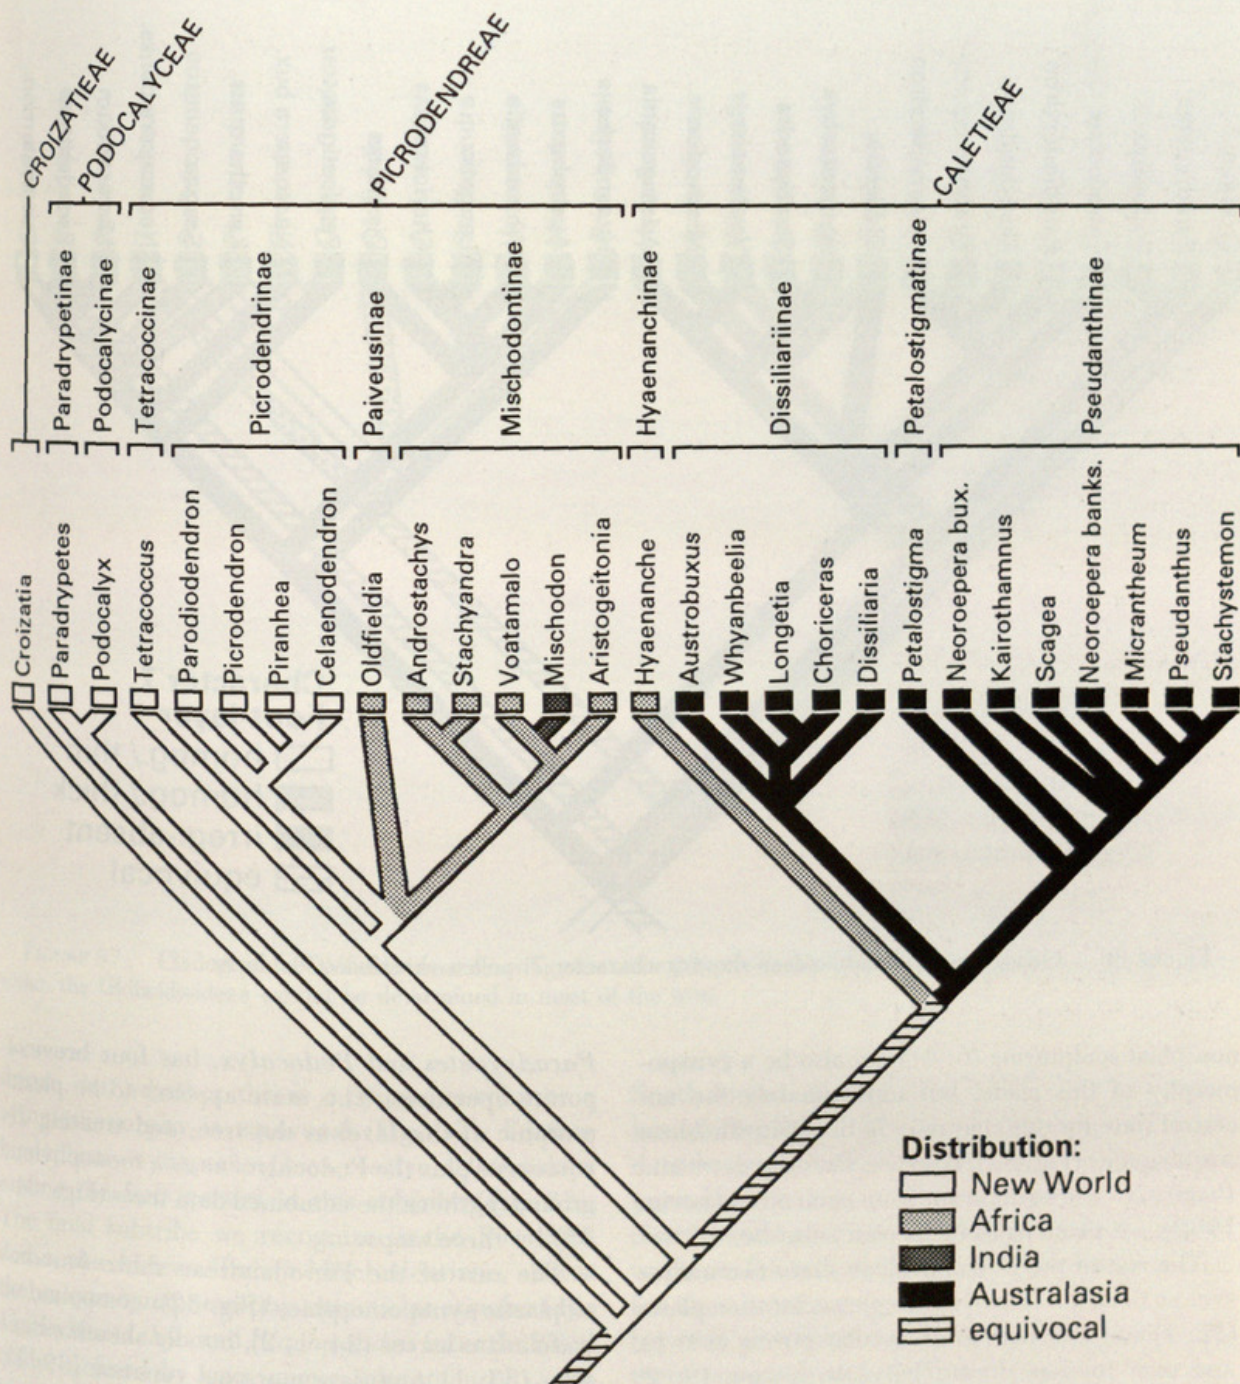 CROIZATIEAE
PODOCALYCEAE
PICRODENDREAE
CALETIEAE
Paradrypetinae
Podocalycinae
Tetracoccinae
Picrodendrinae
Paiveusinae
Mischodontinae
Hyaenanchinae
Dissiliariinae
Petalostigmatinae
Pseudanthinae
Croizatia
Paradrypetes
Podocalyx
Tetracoccus
Parodiodendron
Picrodendron
Piranhea
Celaenodendron
Oldfieldia
Androstachys
Stachyandra
Voatamalo
Mischodon
Aristogeitonia
Hyaenanche
Austrobuxus
Whyanbeelia
Longetia
Choriceras
Dissiliaria
Petalostigma
Neoroepera bux.
Kairothamnus
Scagea
Neoroepera banks.
Micrantheum
Pseudanthus
Stachystemon
Distribution:
New World
Africa
India
Australasia
equivocal